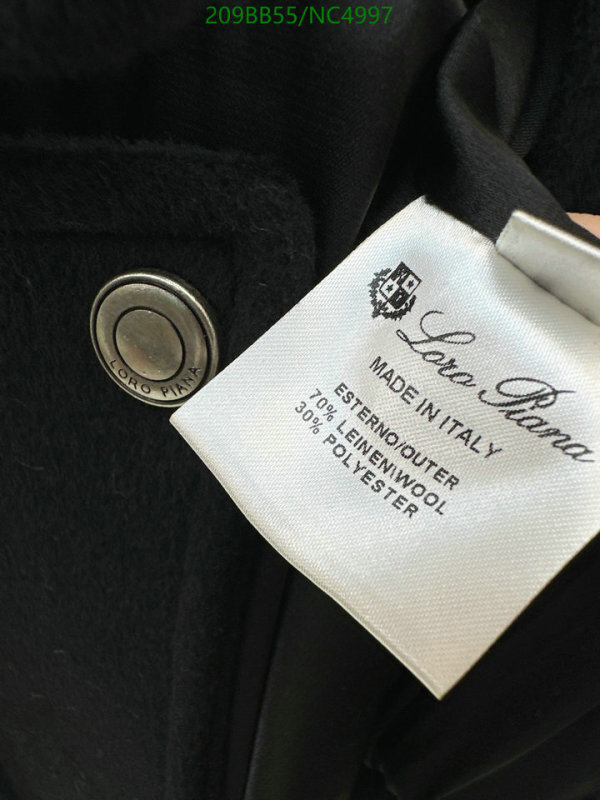 209BB55/NC4997
LORO PIANA
Loro Piana
MADE IN ITALY
ESTERNO/OUTER
70% LEINEN\WOOL
30% POLYESTER